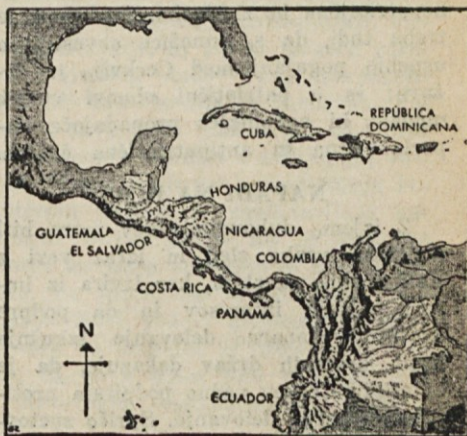 CUBA
REPÚBLICA
DOMINICANA
HONDURAS
GUATEMALA
EL SALVADOR
NICARAGUA
COLOMBIA
COSTA RICA
PANAMA
N
ECUADOR